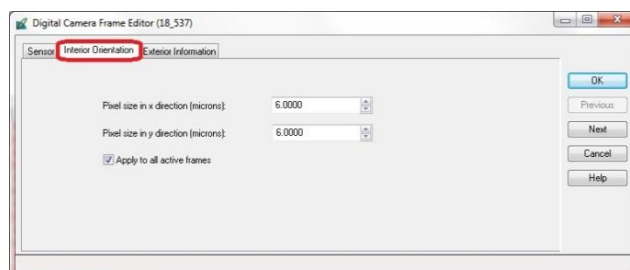 Digital Camera Frame Editor (18_537)
Sensor Interior Orientation Exterior Information
OK
Pixel size in x direction (microns): 6.0000
Previous
Pixel size in y direction (microns): 6.0000
Next
Apply to all active frames
Cancel
Help